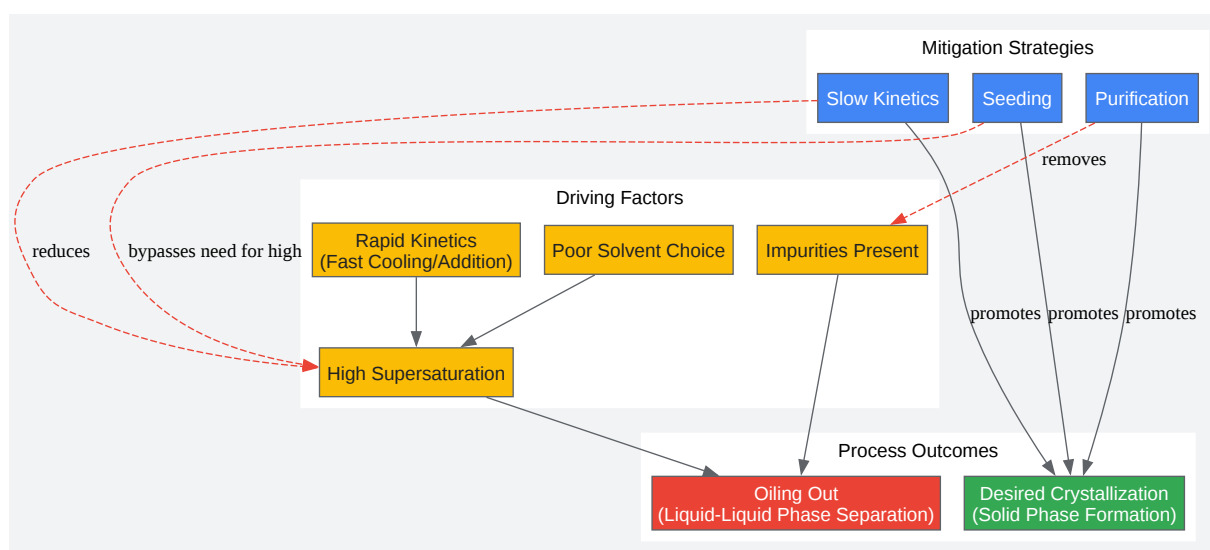 Mitigation Strategies
Slow Kinetics
Seeding
Purification
removes
Driving Factors
Rapid Kinetics
(Fast Cooling/Addition)
Poor Solvent Choice
Impurities Present
reduces
bypasses need for high
promotes
promotes
promotes
High Supersaturation
Process Outcomes
Oiling Out
(Liquid-Liquid Phase Separation)
Desired Crystallization
(Solid Phase Formation)